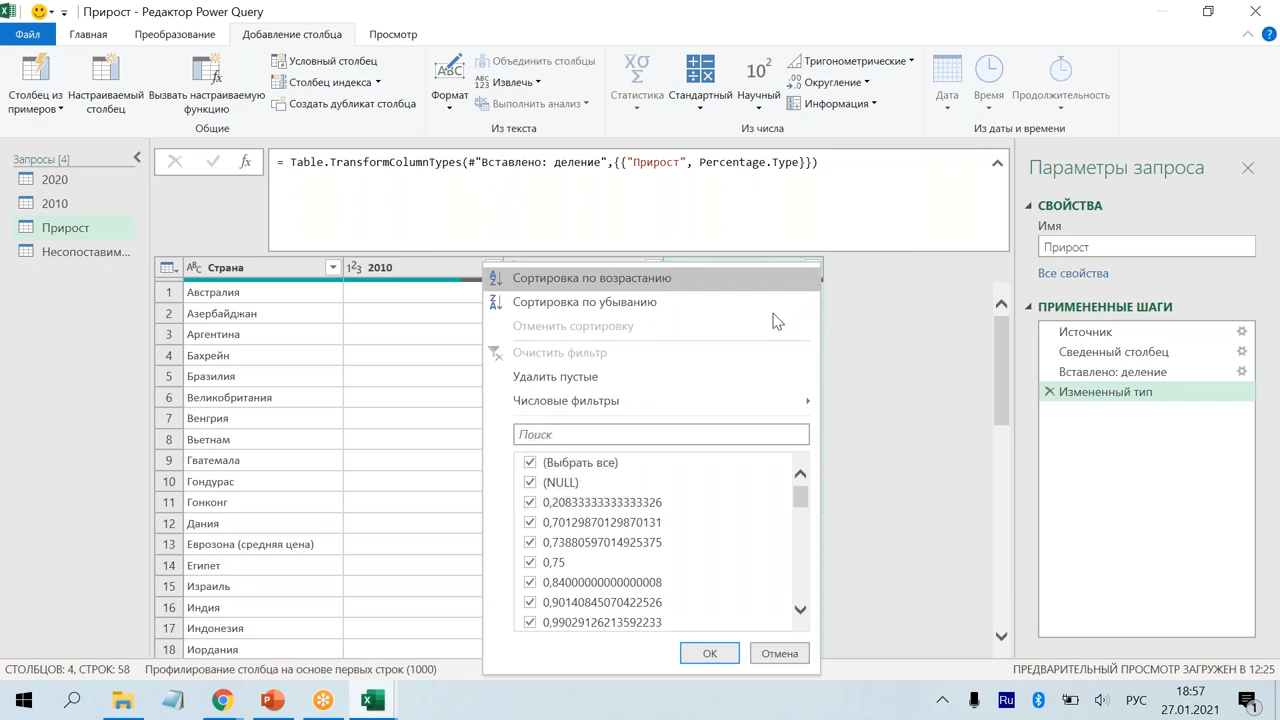 Прирост - Редактор Power Query
Файл
Главная
Преобразование
Добавление столбца
Просмотр
Столбец из примеров
Настраиваемый столбец
Вызвать настраиваемую функцию
Условный столбец
Столбец индекса
Создать дубликат столбца
Общие
Формат
Объединить столбцы
Извлечь
Выполнить анализ
Из текста
Статистика
Стандартный
Научный
Тригонометрические
Округление
Информация
Из числа
Дата
Время
Продолжительность
Из даты и времени
Запросы [4]
2020
2010
Прирост
Несопоставим...
= Table.TransformColumnTypes(#"Вставлено: деление",{{"Прирост", Percentage.Type}})
Страна
2010
1 Австралия
2 Азербайджан
3 Аргентина
4 Бахрейн
5 Бразилия
6 Великобритания
7 Венгрия
8 Вьетнам
9 Гватемала
10 Гондурас
11 Гонконг
12 Дания
13 Еврозона (средняя цена)
14 Египет
15 Израиль
16 Индия
17 Индонезия
18 Иордания
Сортировка по возрастанию
Сортировка по убыванию
Отменить сортировку
Очистить фильтр
Удалить пустые
Числовые фильтры
Поиск
(Выбрать все)
(NULL)
0,20833333333333326
0,70129870129870131
0,73880597014925375
0,75
0,84000000000000008
0,90140845070422526
0,99029126213592233
OK
Отмена
Параметры запроса
СВОЙСТВА
Имя
Прирост
Все свойства
ПРИМЕНЕННЫЕ ШАГИ
Источник
Сведенный столбец
Вставлено: деление
Измененный тип
СТОЛБЦОВ: 4, СТРОК: 58
Профилирование столбца на основе первых строк (1000)
ПРЕДВАРИТЕЛЬНЫЙ ПРОСМОТР ЗАГРУЖЕН В 12:25
Ru
РУС
18:57
27.01.2021